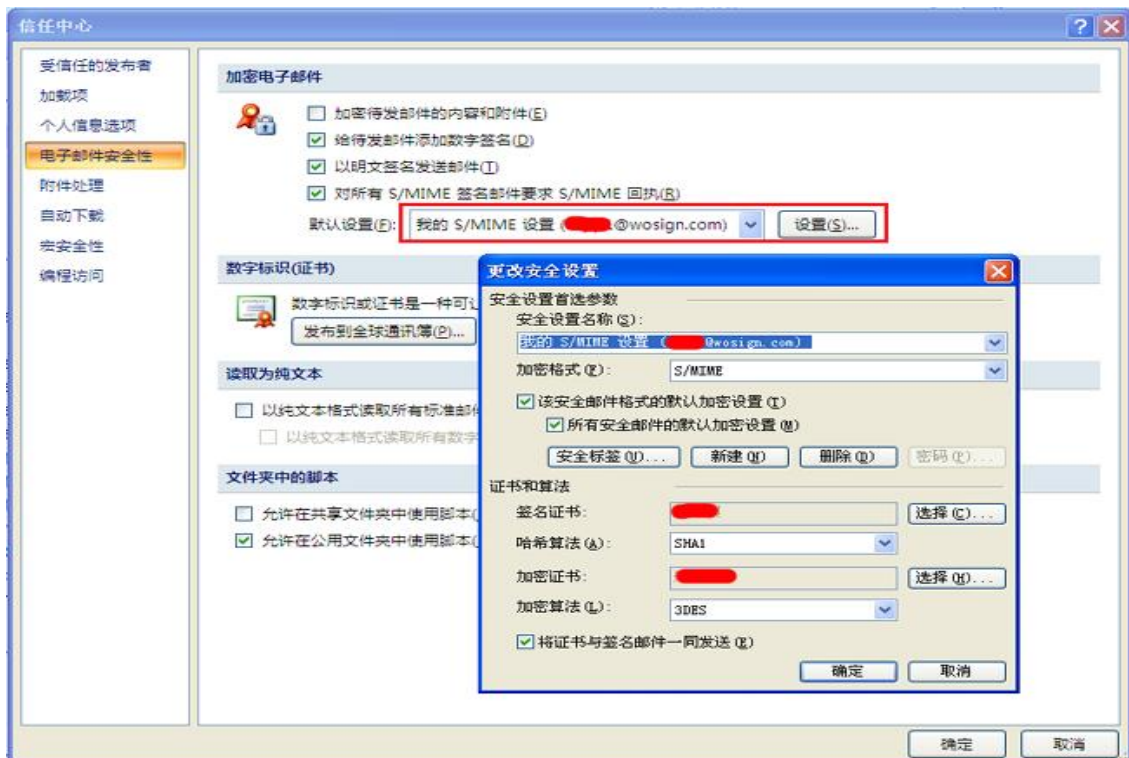 信任中心
受信任的发布者
加载项
个人信息选项
电子邮件安全性
附件处理
自动下载
宏安全性
编程访问
加密电子邮件
加密待发邮件的内容和附件(E)
给待发邮件添加数字签名(D)
以明文签名发送邮件(T)
对所有 S/MIME 签名邮件要求 S/MIME 回执(R)
默认设置(F): 我的 S/MIME 设置 (@wosign.com) 设置(S)...
数字标识(证书)
数字标识或证书是一种可
发布到全球通讯簿(P)...
读取为纯文本
以纯文本格式读取所有标准邮
以纯文本格式读取所有数字
文件夹中的脚本
允许在共享文件夹中使用脚本(
允许在公用文件夹中使用脚本(
更改安全设置
安全设置首选参数
安全设置名称(S):
我的 S/MIME 设置 (@wosign.com)
加密格式(F): S/MIME
该安全邮件格式的默认加密设置(T)
所有安全邮件的默认加密设置(M)
安全标签(U)... 新建(N) 删除(D) 密码(P)...
证书和算法
签名证书: 选择(C)...
哈希算法(A): SHA1
加密证书: 选择(H)...
加密算法(L): 3DES
将证书与签名邮件一同发送(E)
确定 取消
确定 取消